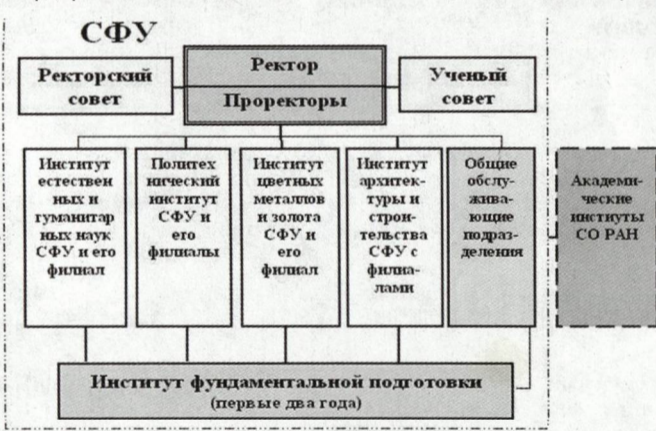 СФУ
Ректорский
совет
Ректор
Проректоры
Ученый
совет
Институт
естествен
ных и
гуманитар
ных наук
СФУ и его
филиал
Политех
нический
институт
СФУ и
его
филиалы
Институт
цветных
металлов
и золота
СФУ и
его
филиал
Институт
архитек-
туры и
строи-
тельства
СФУ с
филиа-
лами
Общие
обслу-
жива-
ющие
подраз-
деления
Академи-
ческие
институты
СО РАН
Институт фундаментальной подготовки
(первые два года)